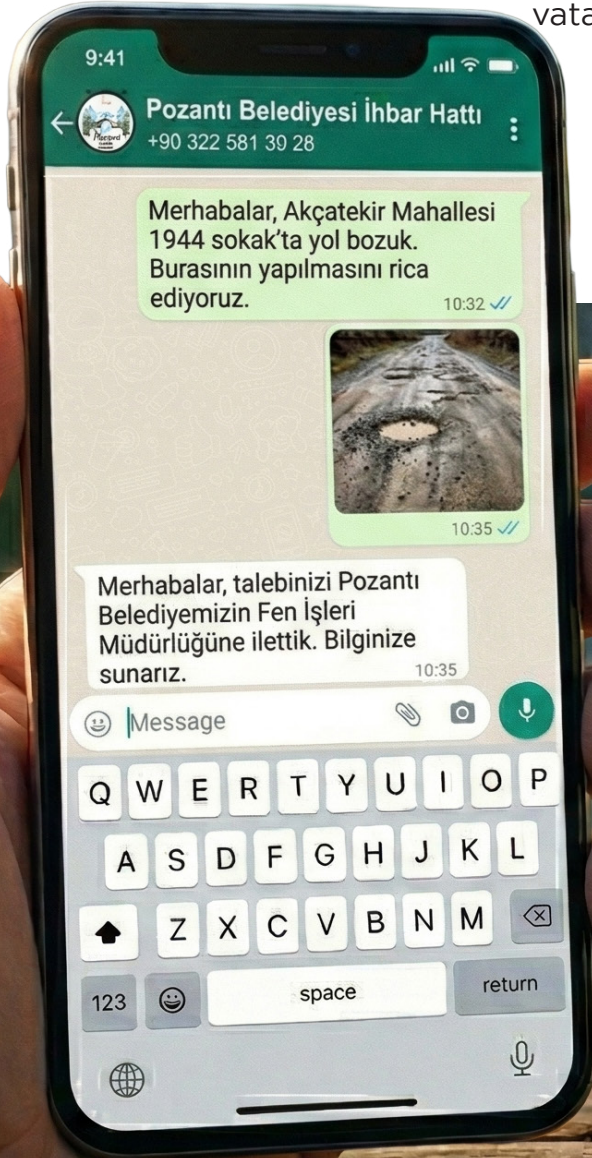 vata
9:41
Pozantı Belediyesi İhbar Hattı
+90 322 581 39 28
Merhabalar, Akçatekir Mahallesi
1944 sokak’ta yol bozuk.
Burasının yapılmasını rica
ediyoruz.
10:32
10:35
Merhabalar, talebinizi Pozantı
Belediyemizin Fen İşleri
Müdürlüğüne ilettik. Bilginize
sunarız.
10:35
Message
Q W E R T Y U I O P
A S D F G H J K L
Z X C V B N M
123 space return